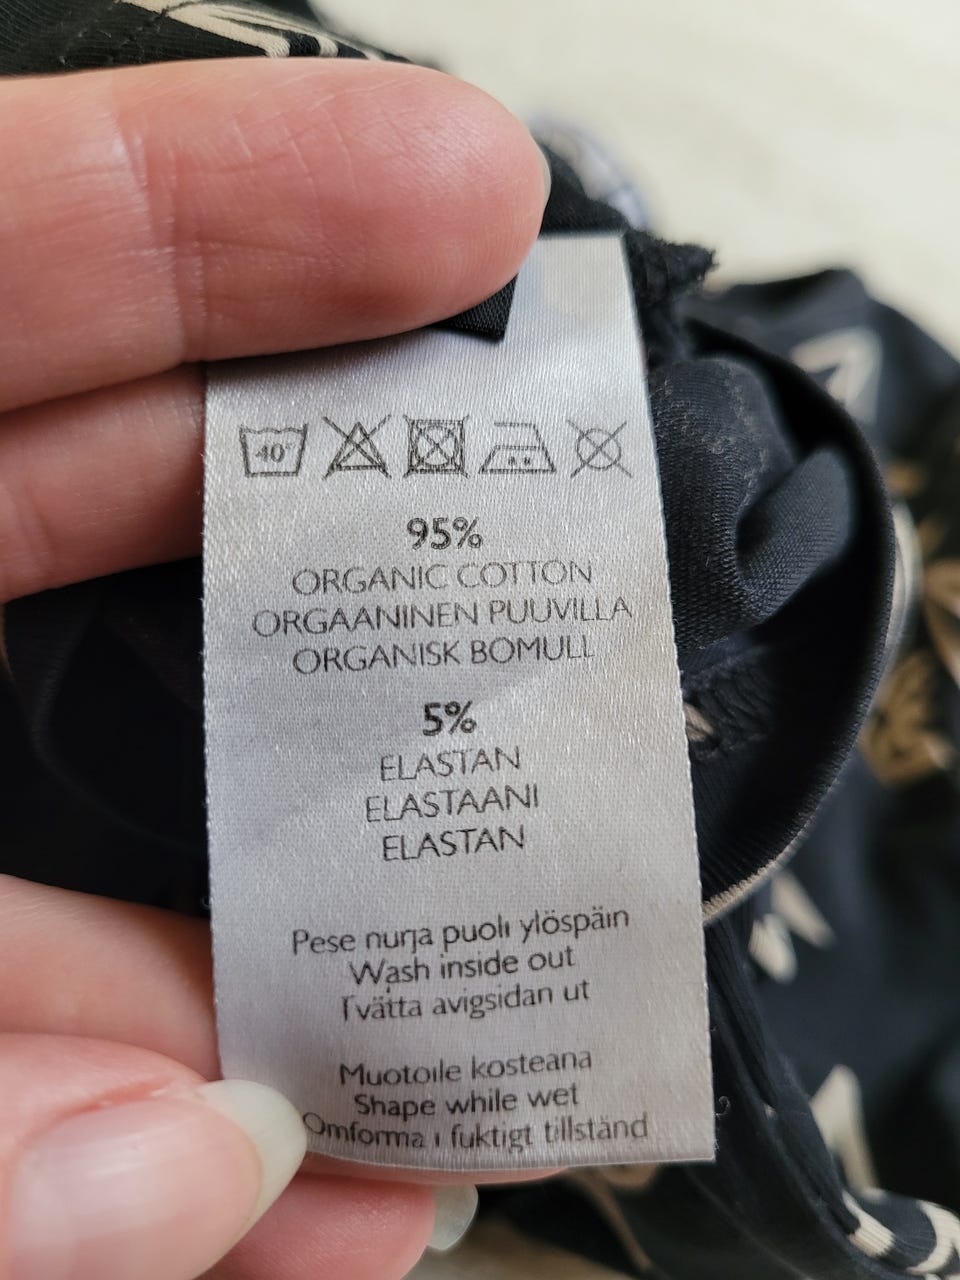 40°
95%
ORGANIC COTTON
ORGAANINEN PUUVILLA
ORGANISK BOMULL
5%
ELASTAN
ELASTAANI
ELASTAN
Pese nurja puoli ylöspäin
Wash inside out
Tvätta avigsidan ut
Muotoile kosteana
Shape while wet
Omforma i fuktigt tillstånd